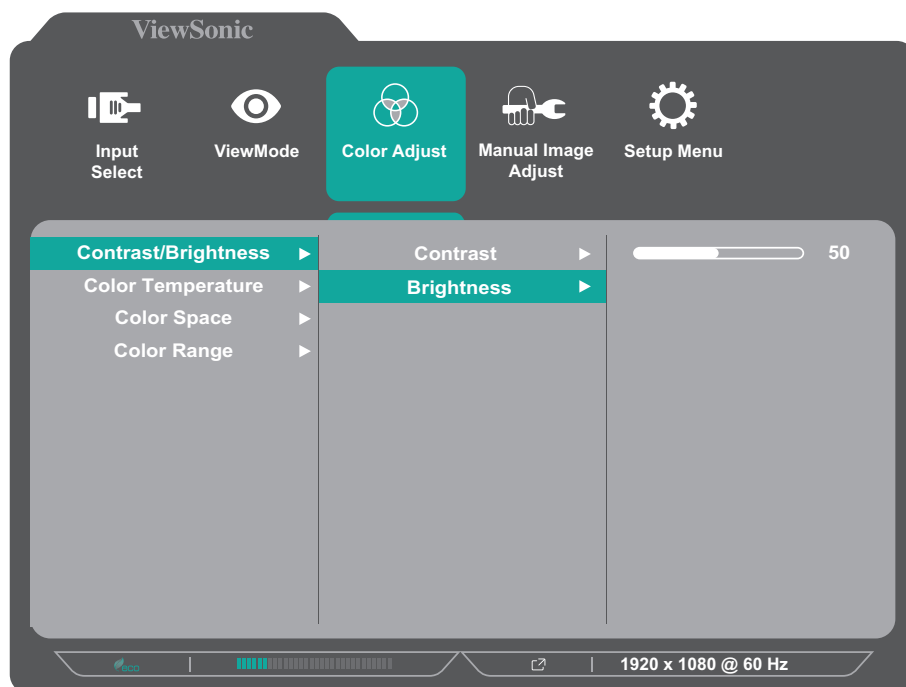 ViewSonic
Input
Select
ViewMode
Color Adjust
Manual Image
Adjust
Setup Menu
Contrast/Brightness
Color Temperature
Color Space
Color Range
Contrast
Brightness
50
eco
1920 x 1080 @ 60 Hz